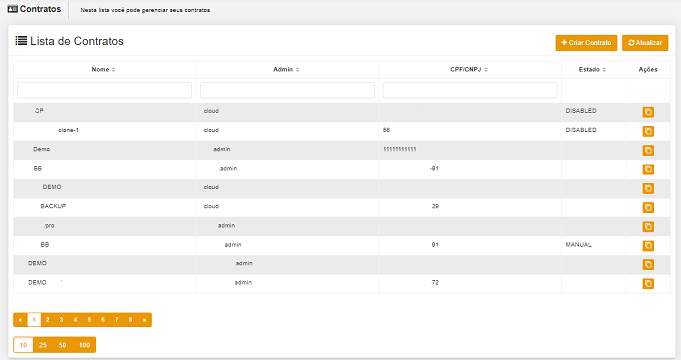 Contratos Nesta lista você pode gerenciar seus contratos
Lista de Contratos + Criar Contrato Atualizar
Nome Admin CPF/CNPJ Estado Ações
CP cloud DISABLED
clone-1 cloud 56 DISABLED
Demo admin 11111111111
BB .admin -91
DEMO cloud
BACKUP cloud 29
.pro admin
BB admin 91 MANUAL
DEMO admin
DEMO admin 72
« 1 2 3 4 5 6 7 8 »
10 25 50 100